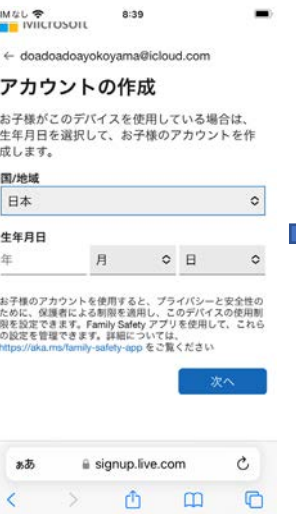 IMなし 8:39
Microsoft
← doadoadoayokoyama@icloud.com
アカウントの作成
お子様がこのデバイスを使用している場合は、
生年月日を選択して、お子様のアカウントを作
成します。
国/地域
日本
生年月日
年 月 日
お子様のアカウントを使用すると、プライバシーと安全性の
ために、保護者による制限を適用し、このデバイスの使用制
限を設定できます。Family Safety アプリを使用して、これら
の設定を管理できます。詳細については、
https://aka.ms/family-safety-app をご覧ください
次へ
ぁあ signup.live.com